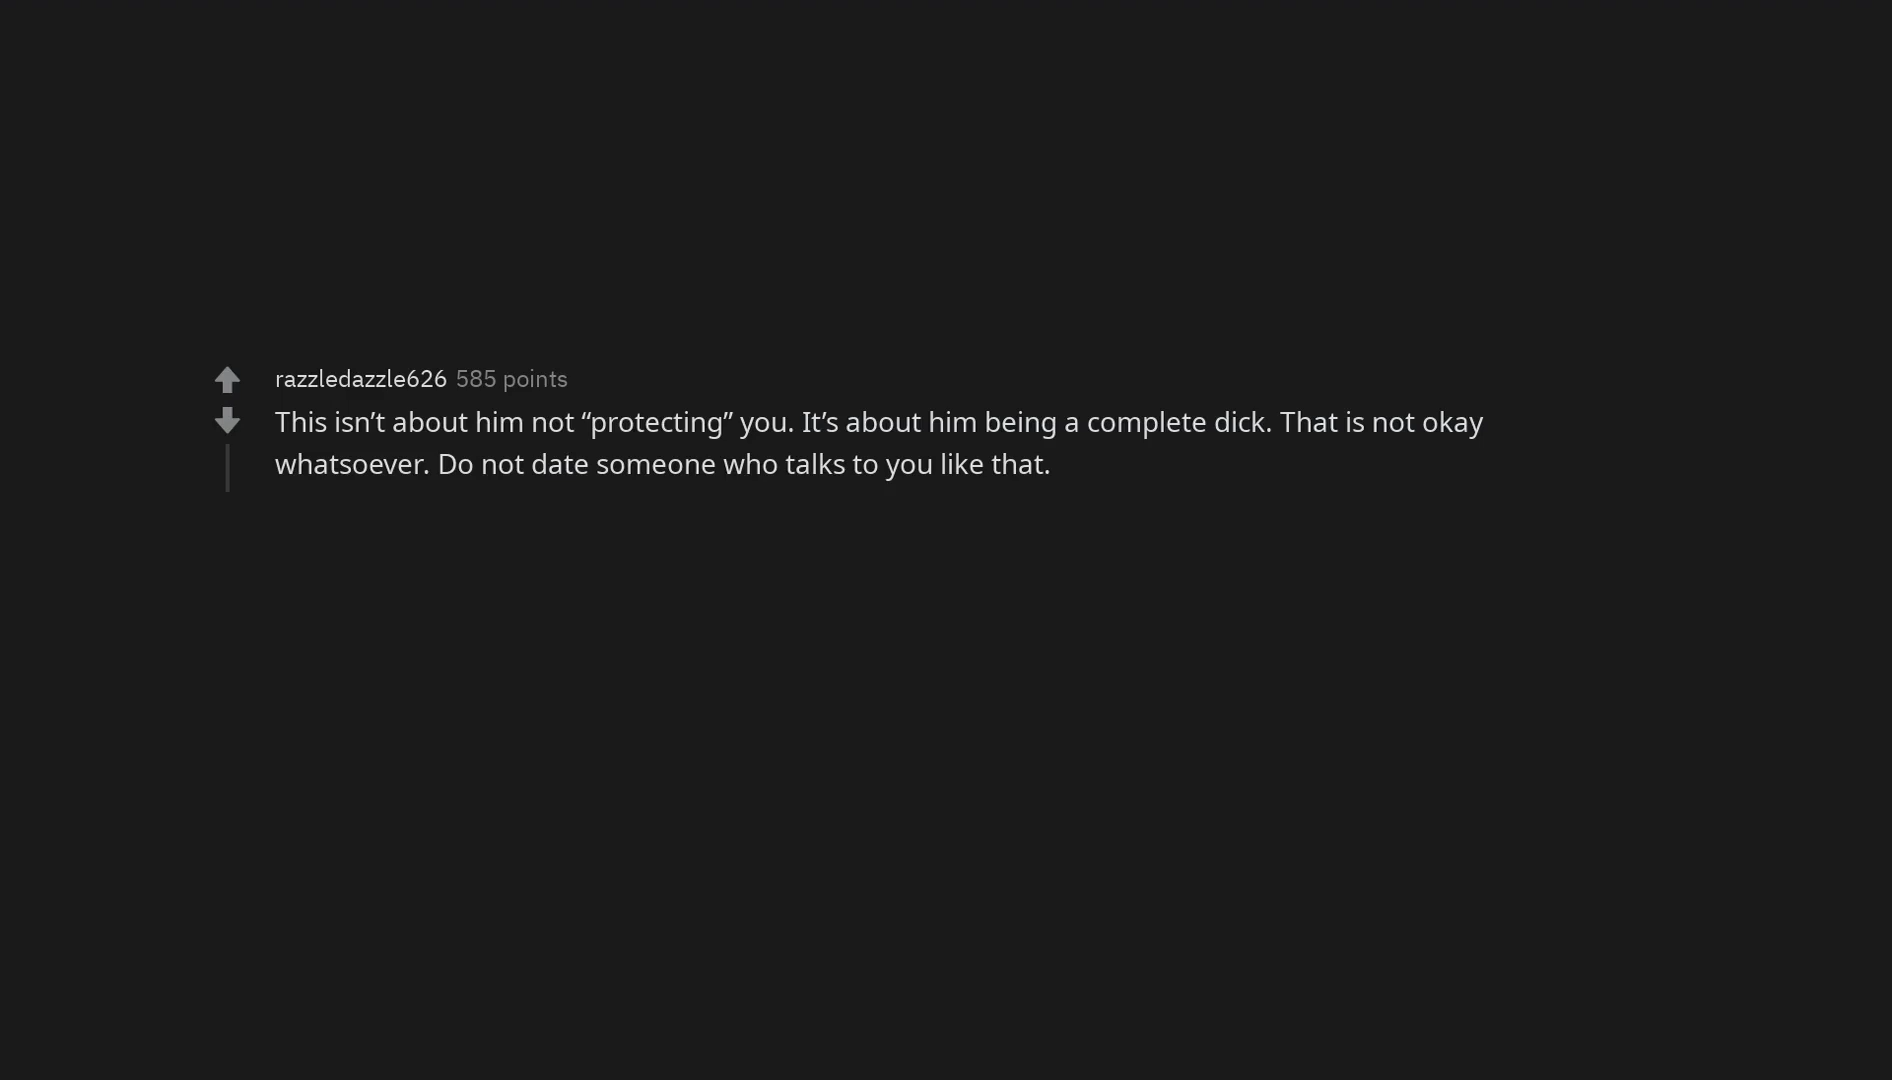 razzledazzle626 585 points
This isn’t about him not “protecting” you. It’s about him being a complete dick. That is not okay
whatsoever. Do not date someone who talks to you like that.